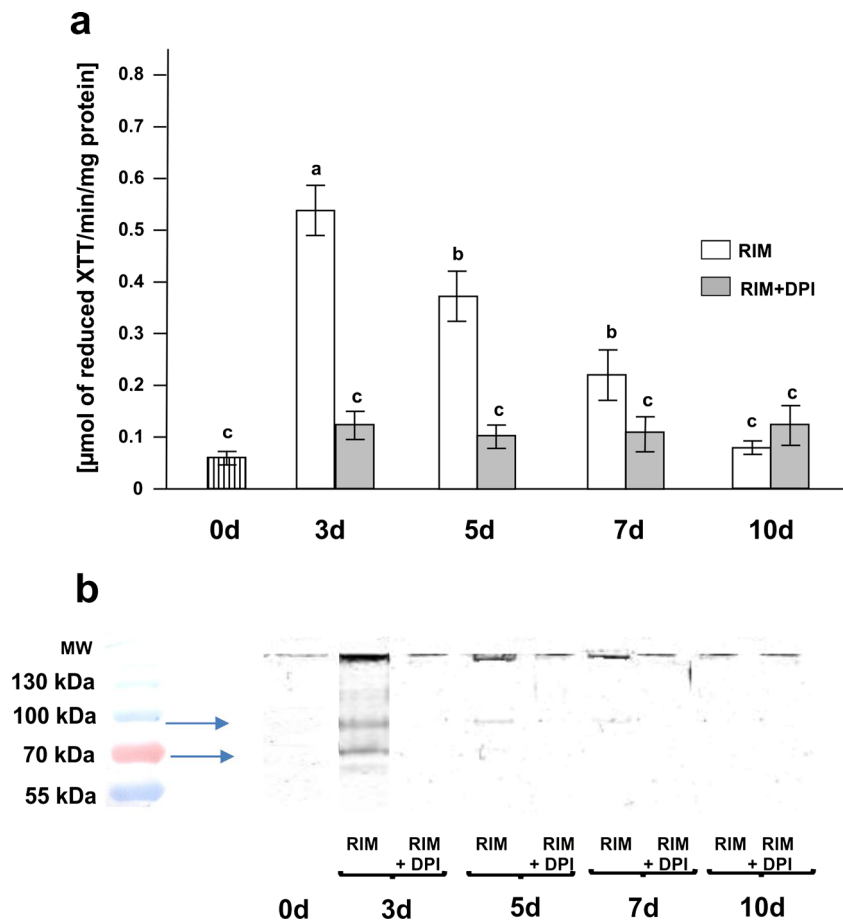 a
[µmol of reduced XTT/min/mg protein]
0.8
0.7
0.6
0.5
0.4
0.3
0.2
0.1
0
c
a
c
b
c
b
c
c
c
RIM
RIM+DPI
0d
3d
5d
7d
10d
b
MW
130 kDa
100 kDa
70 kDa
55 kDa
RIM RIM + DPI
RIM RIM + DPI
RIM RIM + DPI
RIM RIM + DPI
0d
3d
5d
7d
10d